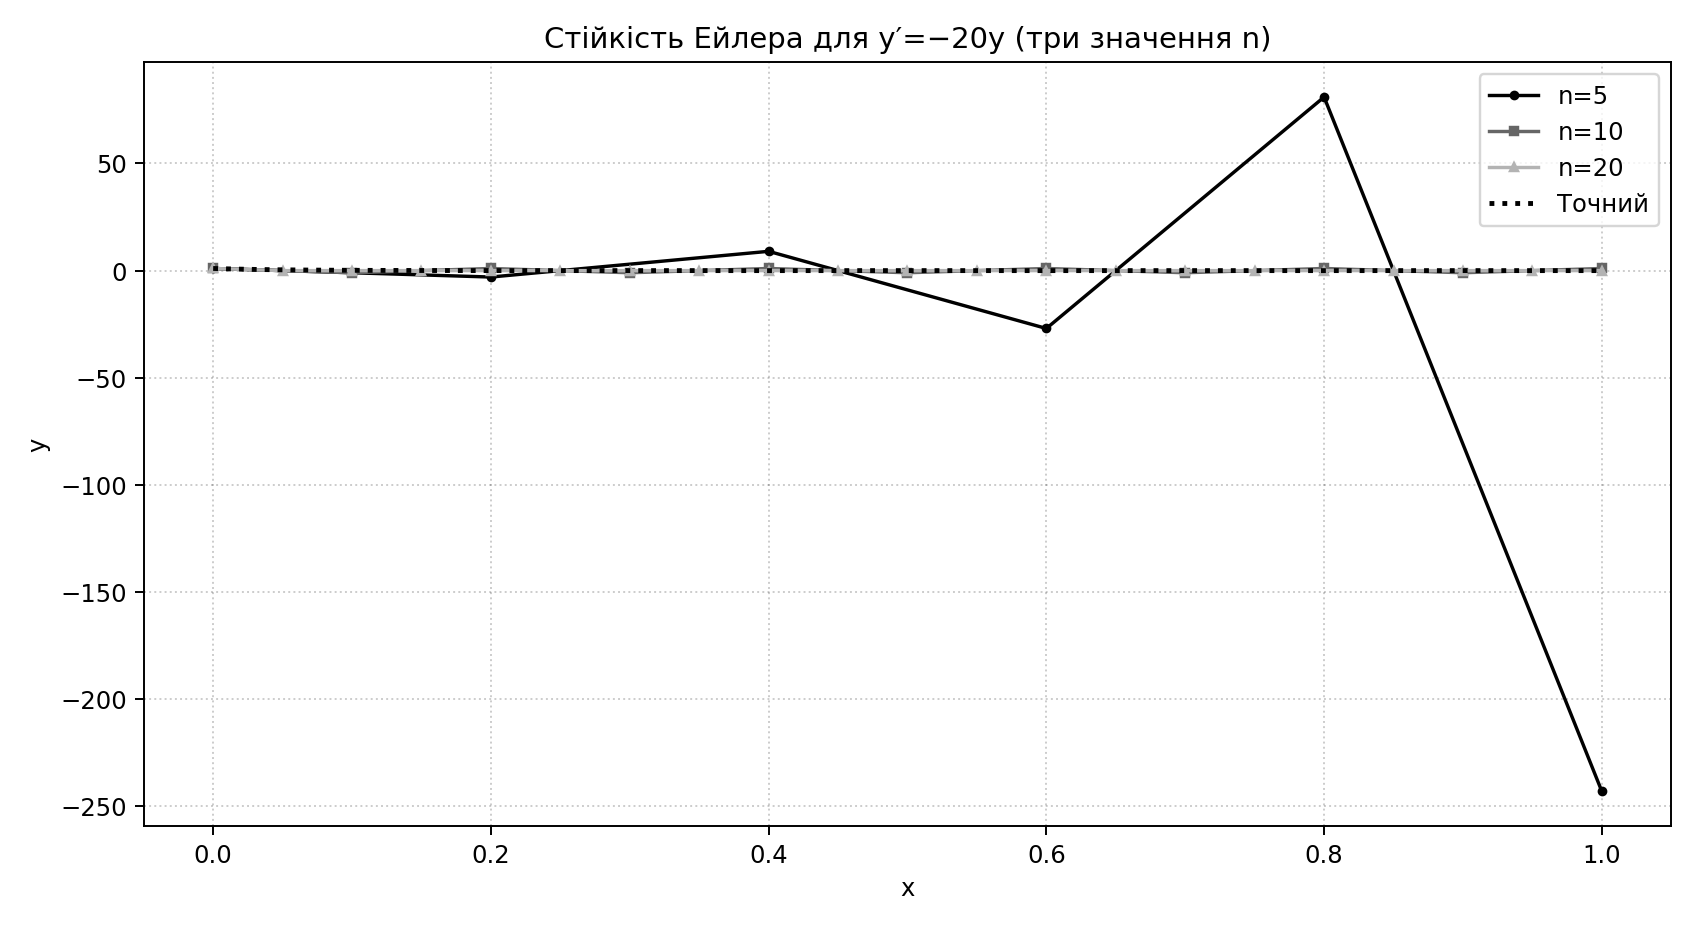 Стійкість Ейлера для y′=−20y (три значення n)
n=5
n=10
n=20
Точний
50
0
−50
−100
−150
−200
−250
y
0.0 0.2 0.4 0.6 0.8 1.0
x